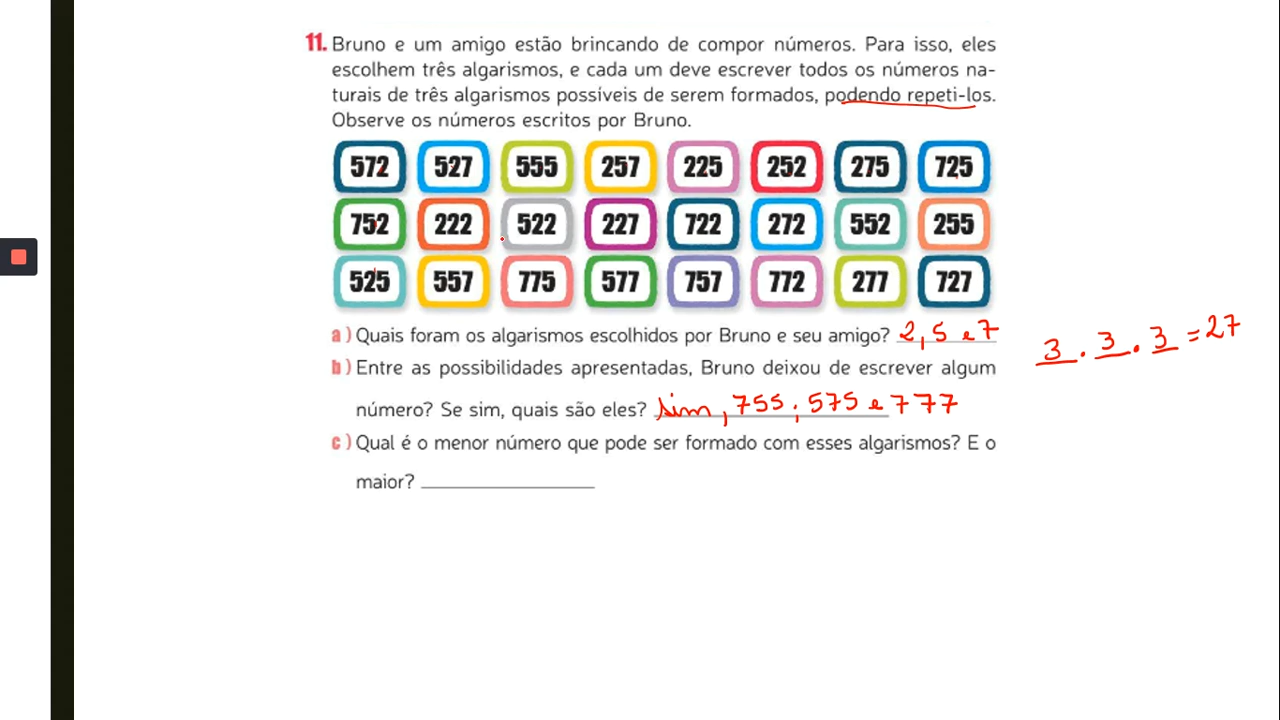 11. Bruno e um amigo estão brincando de compor números. Para isso, eles
escolhem três algarismos, e cada um deve escrever todos os números na-
turais de três algarismos possíveis de serem formados, podendo repeti-los.
Observe os números escritos por Bruno.
572 527 555 257 225 252 275 725
752 222 522 227 722 272 552 255
525 557 775 577 757 772 277 727
a) Quais foram os algarismos escolhidos por Bruno e seu amigo? 2, 5 e 7
3 . 3 . 3 = 27
b) Entre as possibilidades apresentadas, Bruno deixou de escrever algum
número? Se sim, quais são eles? sim, 755; 575 e 777
c) Qual é o menor número que pode ser formado com esses algarismos? E o
maior?